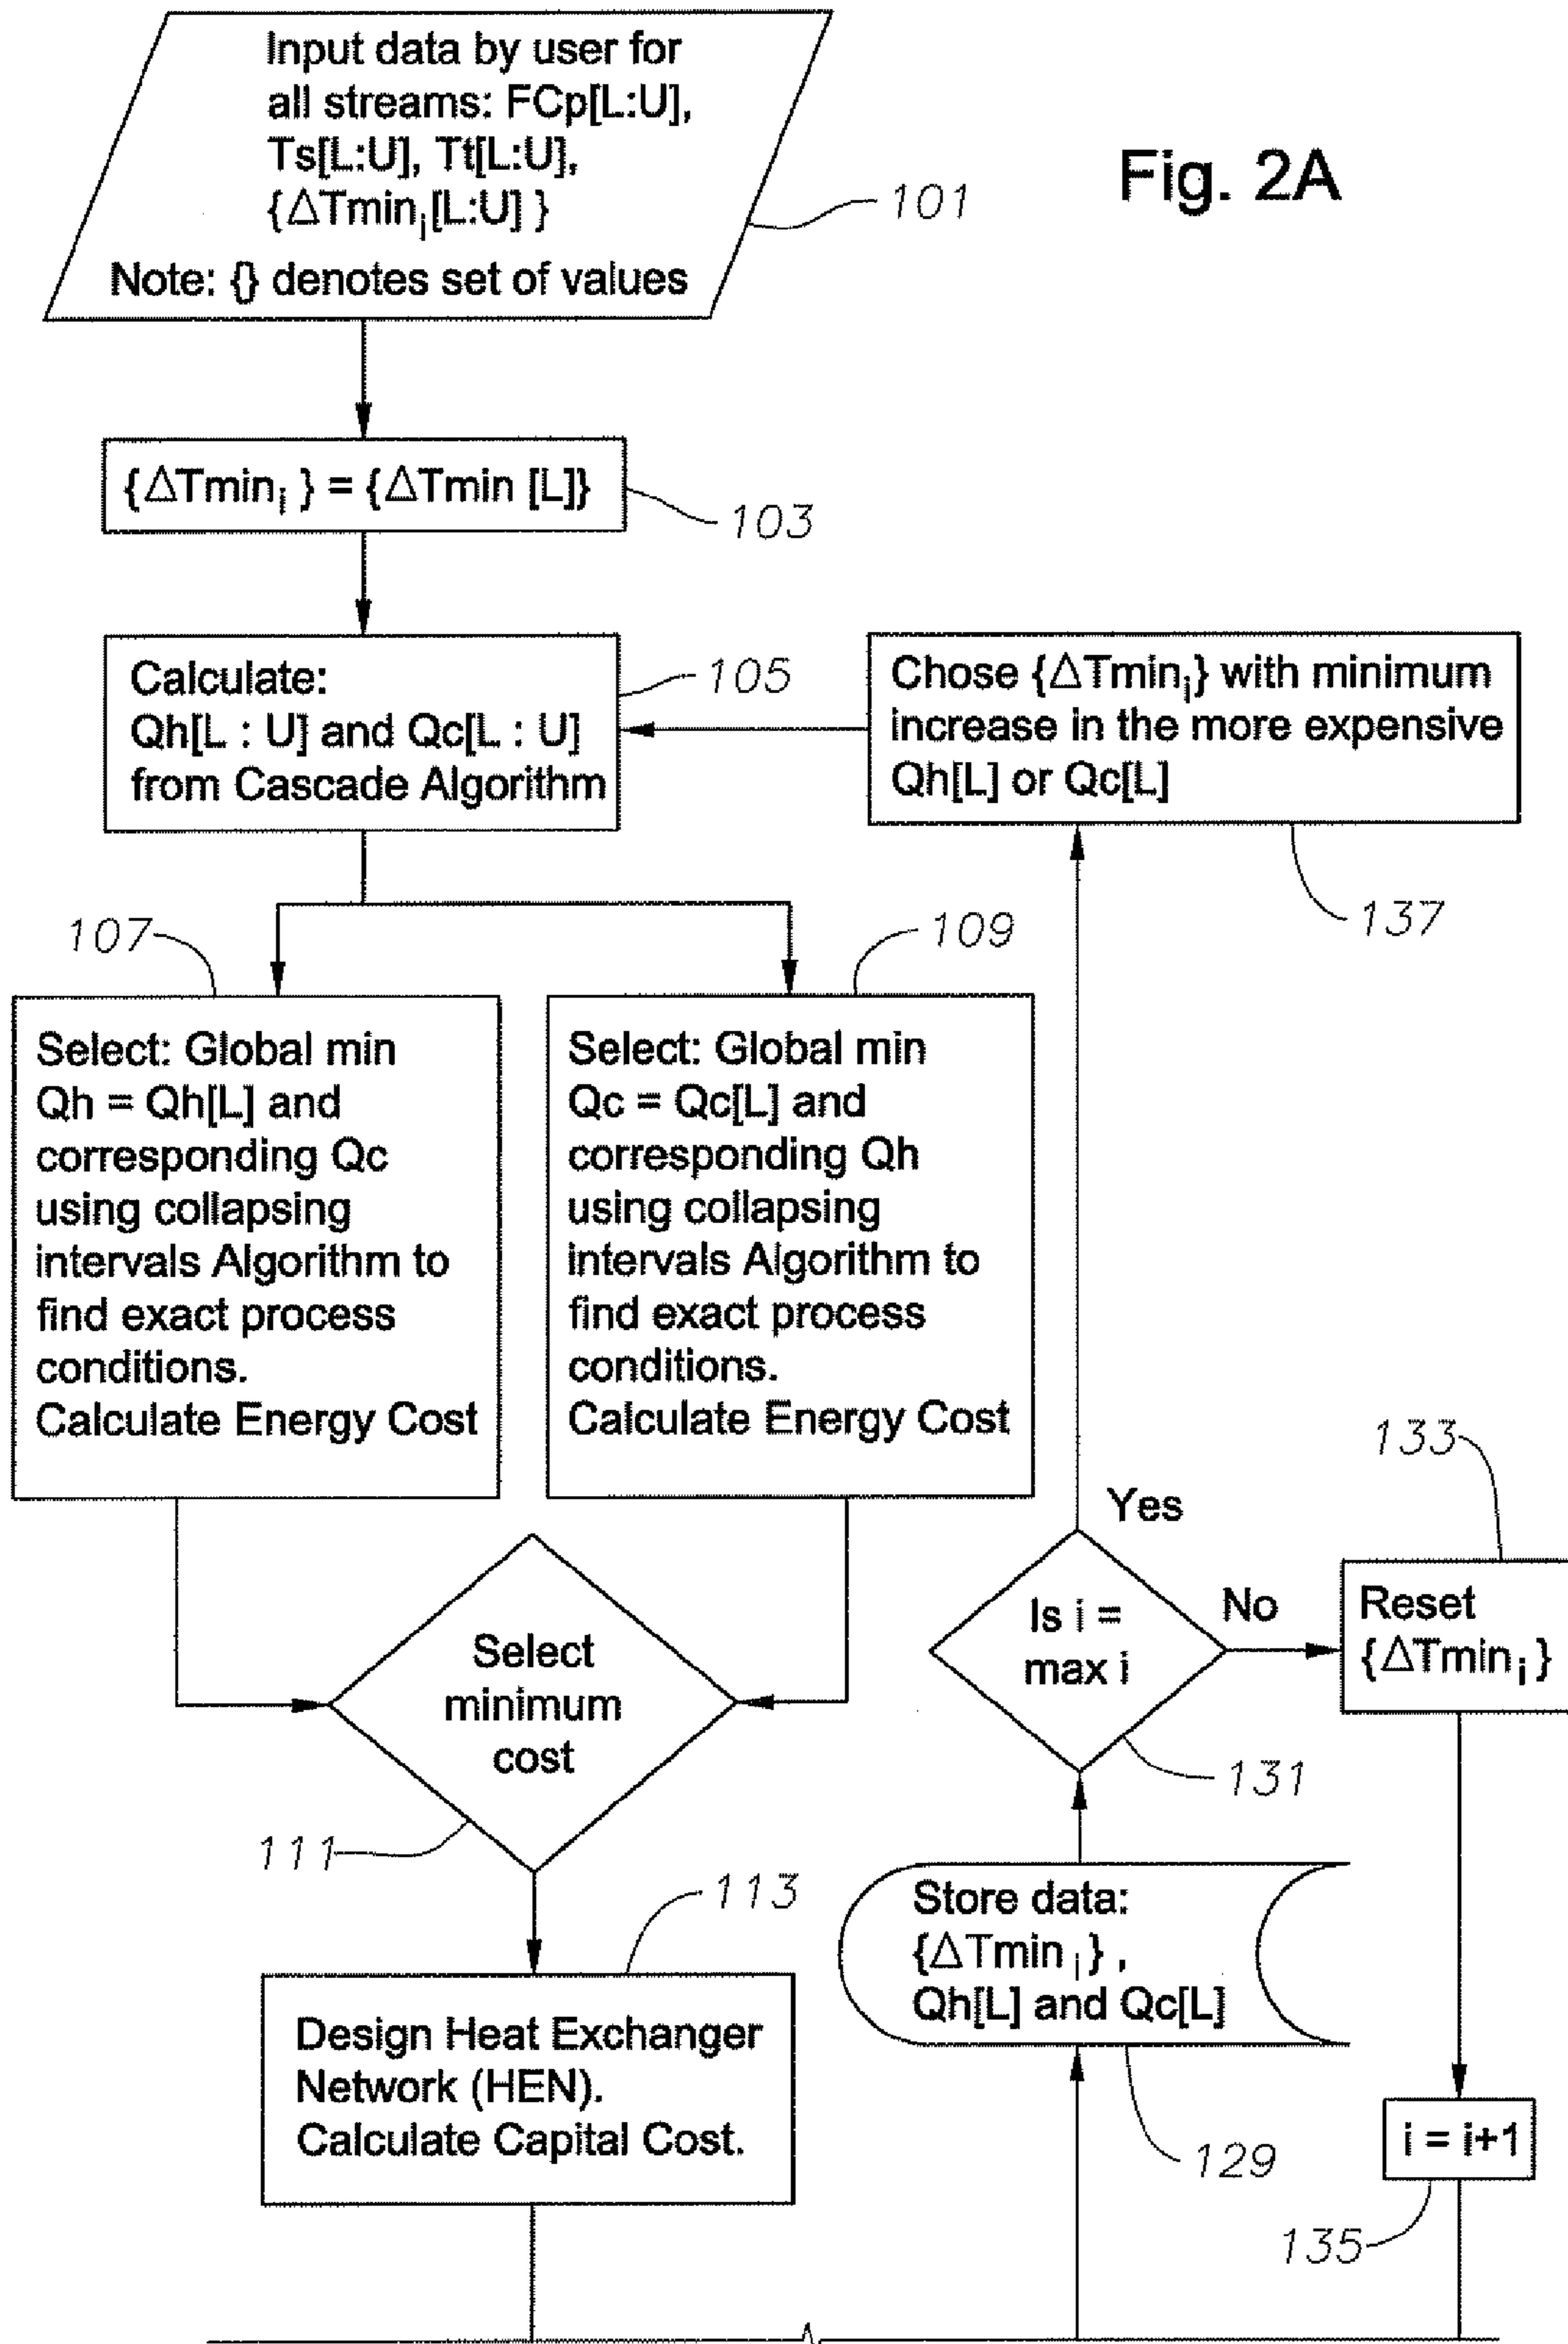 Input data by user for
all streams: FCp[L:U],
Ts[L:U], Tt[L:U],
{ΔTmin i[L:U] }
Note: {} denotes set of values
101
Fig. 2A
{ΔTmin i } = {ΔTmin [L]}
103
Calculate:
Qh[L : U] and Qc[L : U]
from Cascade Algorithm
105
Chose {ΔTmin i} with minimum
increase in the more expensive
Qh[L] or Qc[L]
137
107
Select: Global min
Qh = Qh[L] and
corresponding Qc
using collapsing
intervals Algorithm to
find exact process
conditions.
Calculate Energy Cost
109
Select: Global min
Qc = Qc[L] and
corresponding Qh
using collapsing
intervals Algorithm to
find exact process
conditions.
Calculate Energy Cost
Select
minimum
cost
111
113
Design Heat Exchanger
Network (HEN).
Calculate Capital Cost.
Yes
Is i =
max i
No
131
133
Reset
{ΔTmin i }
Store data:
{ΔTmin i } ,
Qh[L] and Qc[L]
129
i = i+1
135